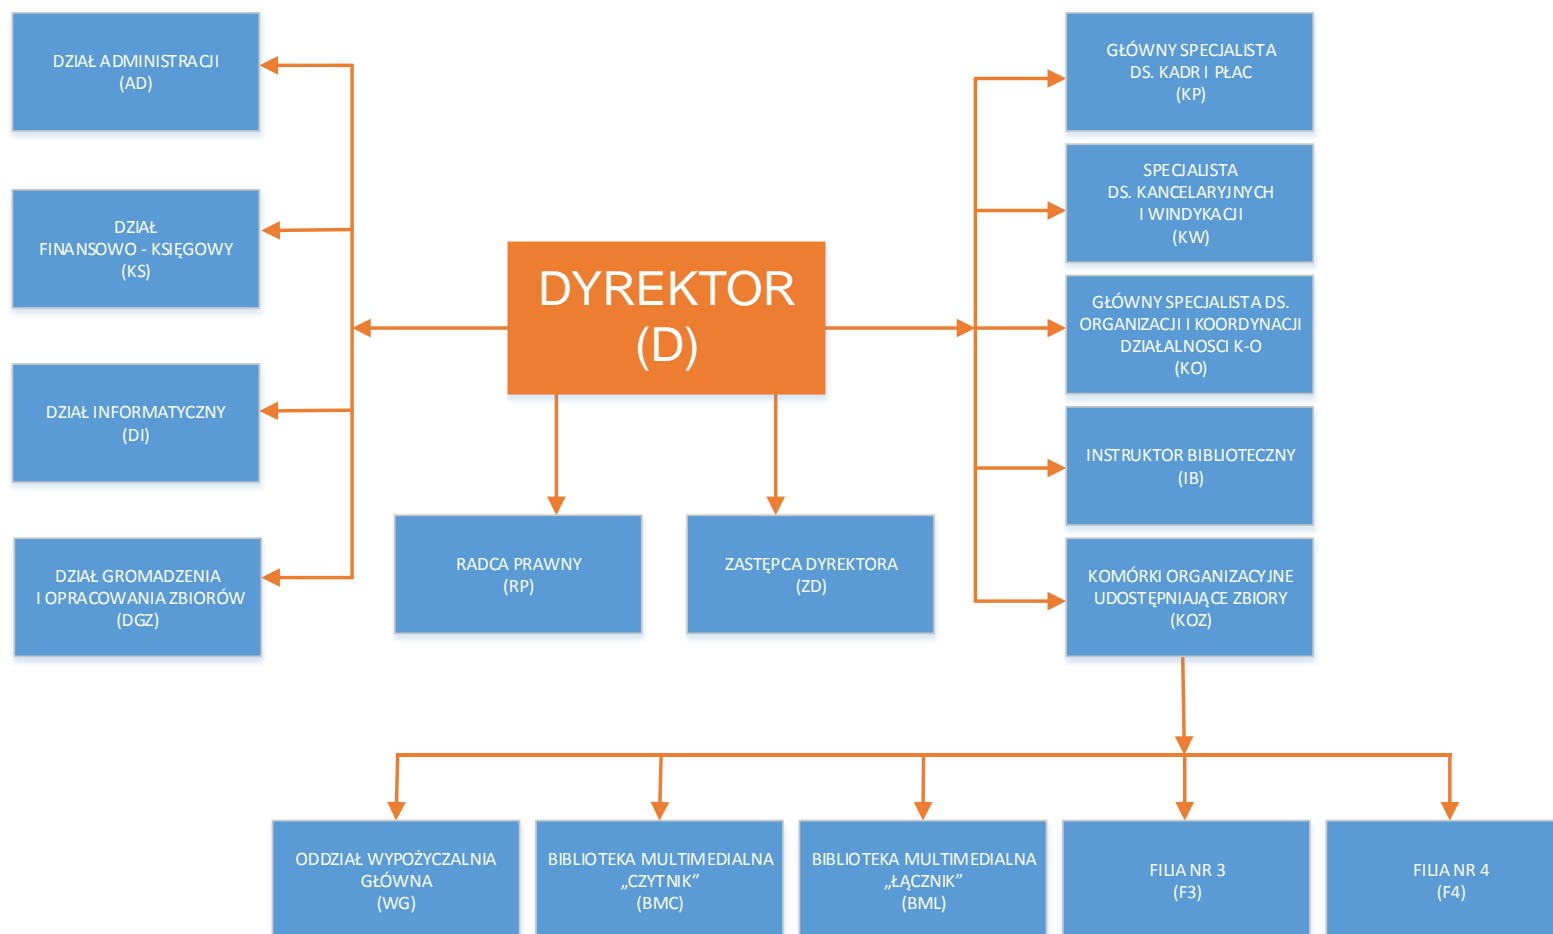 DZIAŁ ADMINISTRACJI
(AD)
DZIAŁ
FINANSOWO - KSIĘGOWY
(KS)
DZIAŁ INFORMATYCZNY
(DI)
DZIAŁ GROMADZENIA
I OPRACOWANIA ZBIORÓW
(DGZ)
DYREKTOR
(D)
RADCA PRAWNY
(RP)
ZASTĘPCA DYREKTORA
(ZD)
GŁÓWNY SPECJALISTA
DS. KADR I PŁAC
(KP)
SPECJALISTA
DS. KANCELARYJNYCH
I WINDYKACJI
(KW)
GŁÓWNY SPECJALISTA DS.
ORGANIZACJI I KOORDYNACJI
DZIAŁALNOSCI K-O
(KO)
INSTRUKTOR BIBLIOTECZNY
(IB)
KOMÓRKI ORGANIZACYJNE
UDOSTĘPNIAJĄCE ZBIORY
(KOZ)
ODDZIAŁ WYPOŻYCZALNIA
GŁÓWNA
(WG)
BIBLIOTEKA MULTIMEDIALNA
„CZYTNIK”
(BMC)
BIBLIOTEKA MULTIMEDIALNA
„ŁĄCZNIK”
(BML)
FILIA NR 3
(F3)
FILIA NR 4
(F4)